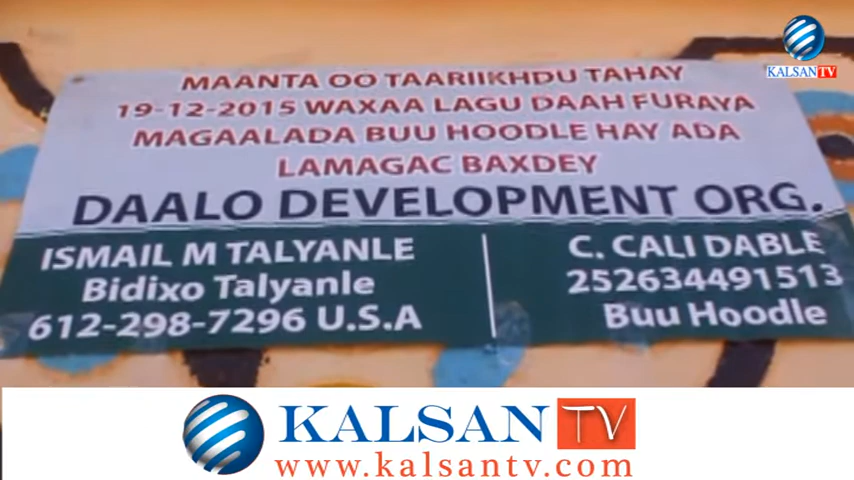 KALSAN TV
MAANTA OO TAARIIKHDU TAHAY
19-12-2015 WAXAA LAGU DAAH FURAYA
MAGAALADA BUU HOODLE HAY ADA
LAMAGAC BAXDEY
DAALO DEVELOPMENT ORG.
ISMAIL M TALYANLE
Bidixo Talyanle
612-298-7296 U.S.A
C. CALI DABLE
252634491513
Buu Hoodle
KALSAN TV
www.kalsantv.com